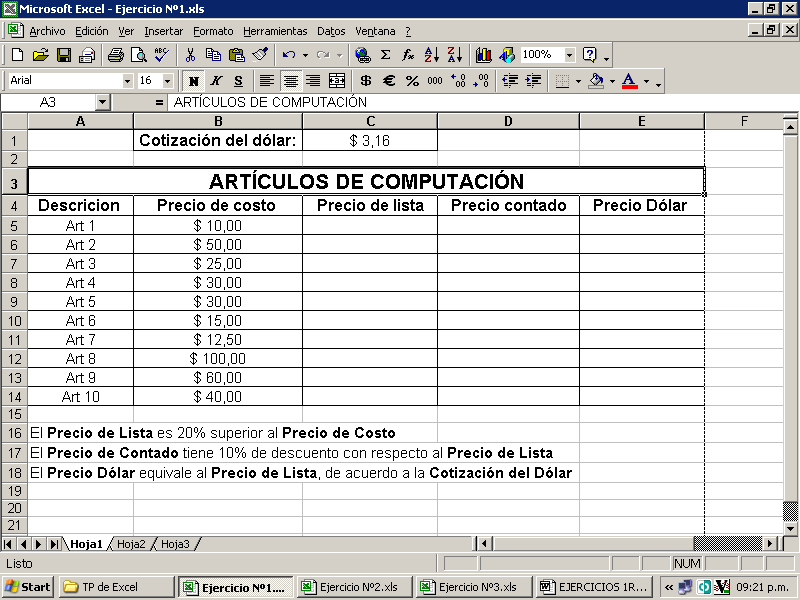 Microsoft Excel - Ejercicio Nº1.xls
Archivo Edición Ver Insertar Formato Herramientas Datos Ventana ?
100%
Arial 16 N K S $ € % 000
A3 = ARTÍCULOS DE COMPUTACIÓN
A B C D E F
1 Cotización del dólar: $ 3,16
2
3 ARTÍCULOS DE COMPUTACIÓN
4 Descricion Precio de costo Precio de lista Precio contado Precio Dólar
5 Art 1 $ 10,00
6 Art 2 $ 50,00
7 Art 3 $ 25,00
8 Art 4 $ 30,00
9 Art 5 $ 30,00
10 Art 6 $ 15,00
11 Art 7 $ 12,50
12 Art 8 $ 100,00
13 Art 9 $ 60,00
14 Art 10 $ 40,00
15
16 El Precio de Lista es 20% superior al Precio de Costo
17 El Precio de Contado tiene 10% de descuento con respecto al Precio de Lista
18 El Precio Dólar equivale al Precio de Lista, de acuerdo a la Cotización del Dólar
19
20
21
Hoja1 Hoja2 Hoja3
Listo NUM
Start TP de Excel Ejercicio Nº1.... Ejercicio Nº2.xls Ejercicio Nº3.xls EJERCICIOS 1R... « 09:21 p.m.